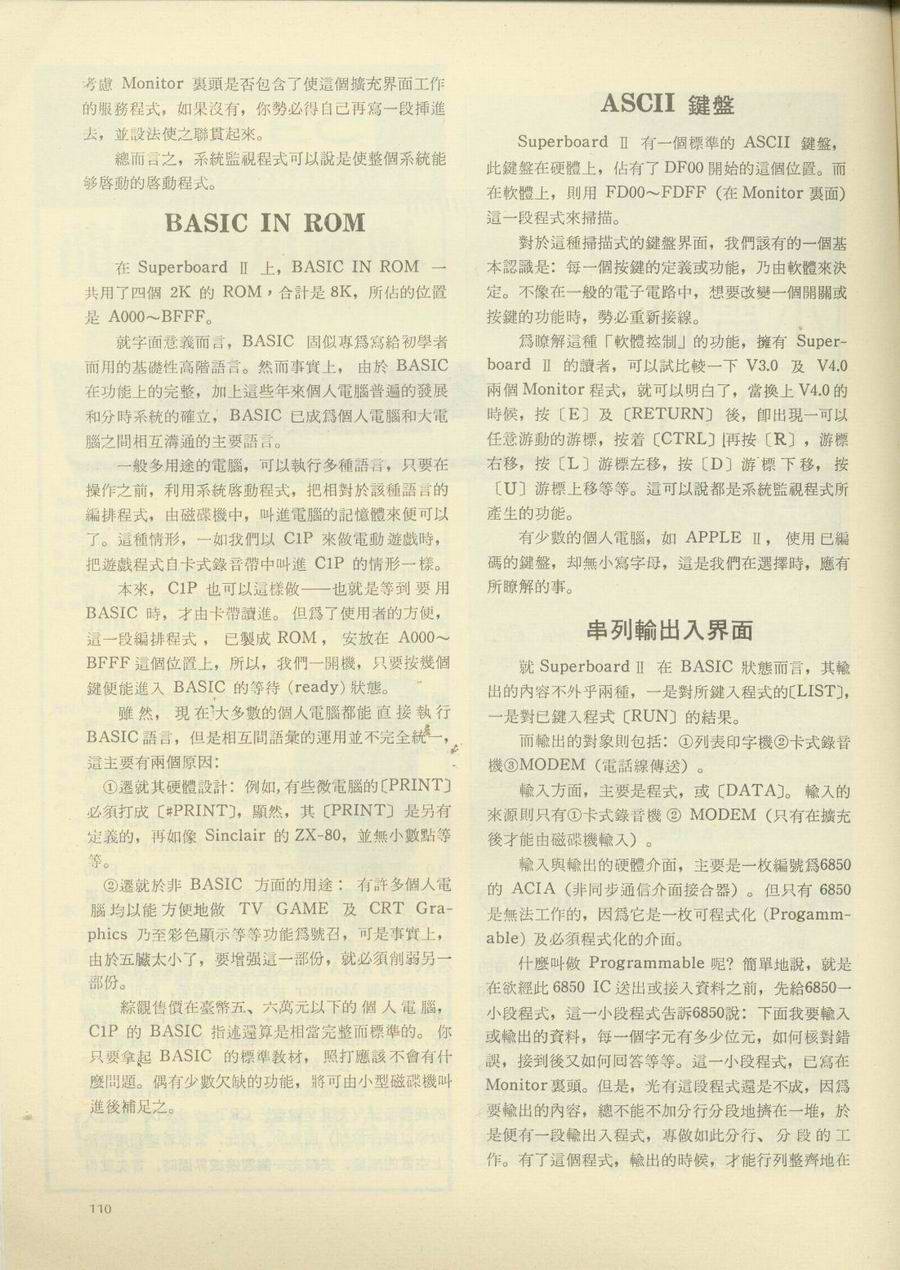 考慮 Monitor 裏頭是否包含了使這個擴充界面工作
的服務程式，如果沒有，你勢必得自己再寫一段挿進
去，並設法使之聯貫起來。
總而言之，系統監視程式可以說是使整個系統能
够啓動的啓動程式。
BASIC IN ROM
在 Superboard Ⅱ 上，BASIC IN ROM 一
共用了四個 2K 的 ROM，合計是 8K，所佔的位置
是 A000～BFFF。
就字面意義而言，BASIC 固似專爲寫給初學者
而用的基礎性高階語言。然而事實上， 由於 BASIC
在功能上的完整，加上這些年來個人電腦普遍的發展
和分時系統的確立， BASIC 已成爲個人電腦和大電
腦之間相互溝通的主要語言。
一般多用途的電腦，可以執行多種語言，只要在
操作之前，利用系統啓動程式，把相對於該種語言的
編排程式，由磁碟機中，叫進電腦的記憶體來便可以
了。這種情形，一如我們以 C1P 來做電動遊戲時，
把遊戲程式自卡式錄音帶中叫進 C1P 的情形一樣。
本來， C1P 也可以這樣做——也就是等到 要 用
BASIC 時，才由卡帶讀進。 但爲了使用者的方便，
這一段編排程式 ， 已製成 ROM ， 安放在 A000～
BFFF 這個位置上，所以，我們一開機，只要按幾個
鍵便能進入 BASIC 的等待 (ready) 狀態。
雖 然， 現 在大多數的個人電腦都能 直 接 執 行
BASIC 語言，但是相互間語彙的運用並不完全統一，
這主要有兩個原因：
①遷就其硬體設計： 例如, 有些微電腦的〔PRINT〕
必須打成〔#PRINT〕，顯然，其〔PRINT〕是另有
定義的，再如像 Sinclair 的 ZX-80，並無小數點等
等。
②遷就於非 BASIC 方面的用途： 有許多個人電
腦 均以能 方便地做 TV GAME 及 CRT Gra-
phics 乃至彩色顯示等等功能爲號召，可是事實上，
由於五臟太小了，要增强這一部份，就必須削弱另一
部份。
綜觀售價在臺幣五、六萬元以下的 個 人 電 腦，
C1P 的 BASIC 指述還算是相當完整而標準的。 你
只要拿起 BASIC 的標準教材， 照打應該不會有什
麼問題。偶有少數欠缺的功能，將可由小型磁碟機叫
進後補足之。
110
ASCII 鍵盤
Superboard Ⅱ 有一個標準的 ASCII 鍵盤，
此鍵盤在硬體上，佔有了 DF00 開始的這個位置。而
在軟體上，則用 FD00～FDFF (在 Monitor 裏面)
這一段程式來掃描。
對於這種掃描式的鍵盤界面，我們該有的一個基
本認識是：每一個按鍵的定義或功能，乃由軟體來決
定。不像在一般的電子電路中，想要改變一個開關或
按鍵的功能時，勢必重新接線。
爲瞭解這種「軟體控制」的功能，擁有 Super-
board Ⅱ 的讀者，可以試比較一下 V3.0 及 V4.0
兩個 Monitor 程式，就可以明白了，當換上 V4.0 的
時候，按〔E〕及〔RETURN〕後，卽出現一可以
任意游動的游標，按着〔CTRL〕再按〔R〕，游標
右移，按〔L〕游標左移，按〔D〕游 標 下 移， 按
〔U〕游標上移等等。這可以說都是系統監視程式所
產生的功能。
有少數的個人電腦，如 APPLE Ⅱ， 使用 已編
碼的鍵盤，却無小寫字母，這是我們在選擇時，應有
所瞭解的事。
串列輸出入界面
就 Superboard Ⅱ 在 BASIC 狀態而言，其輸
出的內容不外乎兩種，一是對所鍵入程式的〔LIST〕，
一是對已鍵入程式〔RUN〕的結果。
而輸出的對象則包括：①列表印字機②卡式錄音
機③MODEM（電話線傳送）。
輸入方面，主要是程式，或〔DATA〕。 輸入的
來源則只有①卡式錄音機 ② MODEM（只有在擴充
後才能由磁碟機輸入）。
輸入與輸出的硬體介面，主要是一枚編號爲6850
的 ACIA（非同步通信介面接合器）。但只有 6850
是無法工作的，因爲它是一枚可程式化 (Progamm-
able) 及必須程式化的介面。
什麼叫做 Programmable 呢？簡單地說，就是
在欲經此 6850 IC 送出或接入資料之前，先給6850一
小段程式，這一小段程式告訴6850說：下面我要輸入
或輸出的資料，每一個字元有多少位元，如何核對錯
誤，接到後又如何回答等等。這一小段程式，已寫在
Monitor 裏頭。但是，光有這段程式還是不成，因爲
要輸出的內容，總不能不加分行分段地擠在一堆，於
是便有一段輸出入程式，專做如此分行、 分 段 的 工
作。有了這個程式，輸出的時候，才能行列整齊地在